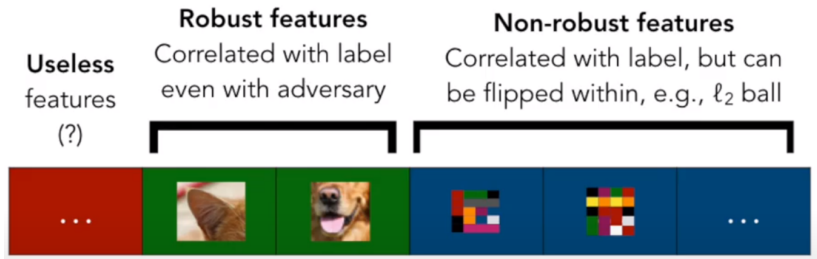 Useless
features
(?)
Robust features
Correlated with label
even with adversary
Non-robust features
Correlated with label, but can
be flipped within, e.g., ℓ₂ ball
...
...